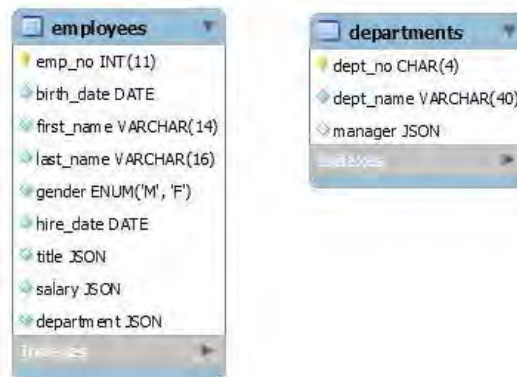 employees
emp_no INT(11)
birth_date DATE
first_name VARCHAR(14)
last_name VARCHAR(16)
gender ENUM('M', 'F')
hire_date DATE
title JSON
salary JSON
department JSON
Indexes
departments
dept_no CHAR(4)
dept_name VARCHAR(40)
manager JSON
Indexes